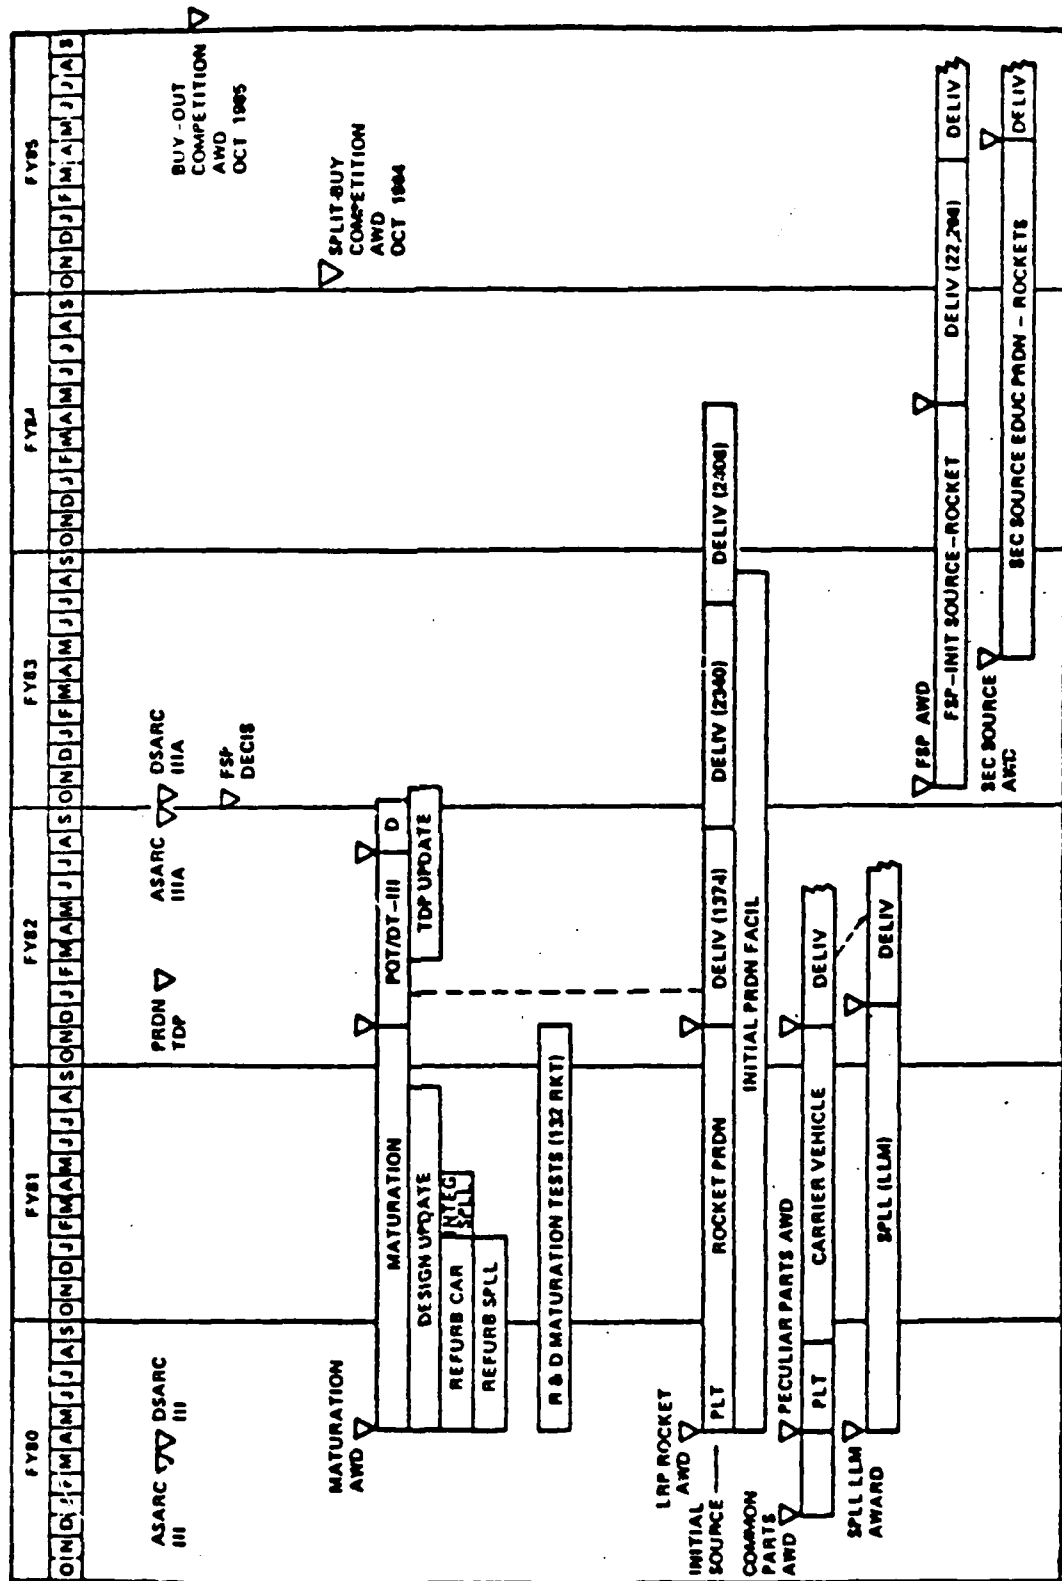 FY80 FY81 FY82 FY83 FY84 FY85
O N D J F M A M J J A S O N D J F M A M J J A S O N D J F M A M J J A S O N D J F M A M J J A S O N D J F M A M J J A S O N D J F M A M J J A S
ASARC III
DSARC III
PRDN TDP
ASARC IIIA
DSARC IIIA
FSP DECIS
BUY-OUT
COMPETITION
AWD
OCT 1985
SPLIT-BUY
COMPETITION
AWD
OCT 1984
MATURATION
AWD
MATURATION
POT/DT-III
D
DESIGN UPDATE
TDP UPDATE
REFURB CAR
INTEG
SPLL
REFURB SPLL
R & D MATURATION TESTS (132 RKT)
LRP ROCKET
AWD
INITIAL
SOURCE
PLT
ROCKET PRDN
DELIV (1374)
DELIV (2340)
DELIV
INITIAL PRDN FACIL
COMMON
PARTS
AWD
PECULIAR PARTS AWD
PLT
CARRIER VEHICLE
DELIV
SPLL LLM
AWARD
SPLL (LLM)
DELIV
FSP AWD
FSP-INIT SOURCE-ROCKET
DELIV
DELIV
SEC SOURCE
SEC SOURCE EDUC PRDN - ROCKETS
DELIV